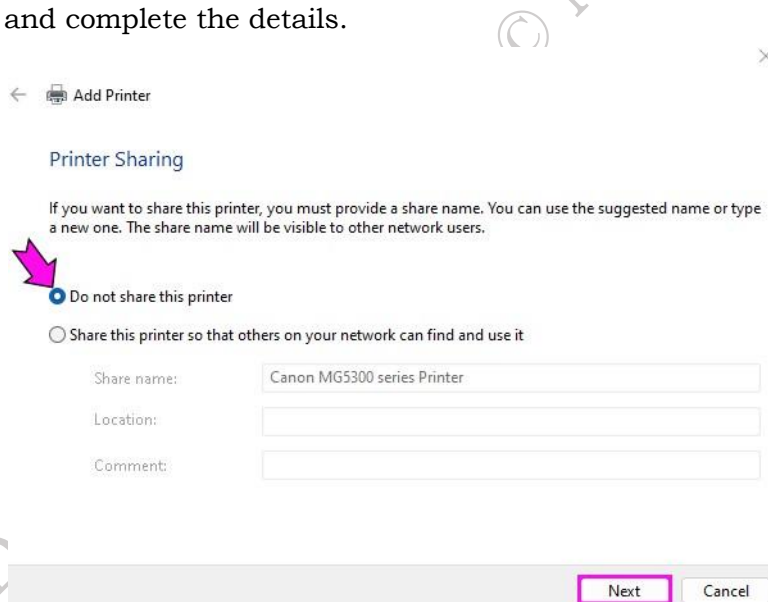 and complete the details.
Add Printer
Printer Sharing
If you want to share this printer, you must provide a share name. You can use the suggested name or type
a new one. The share name will be visible to other network users.
Do not share this printer
Share this printer so that others on your network can find and use it
Share name: Canon MG5300 series Printer
Location:
Comment:
Next Cancel